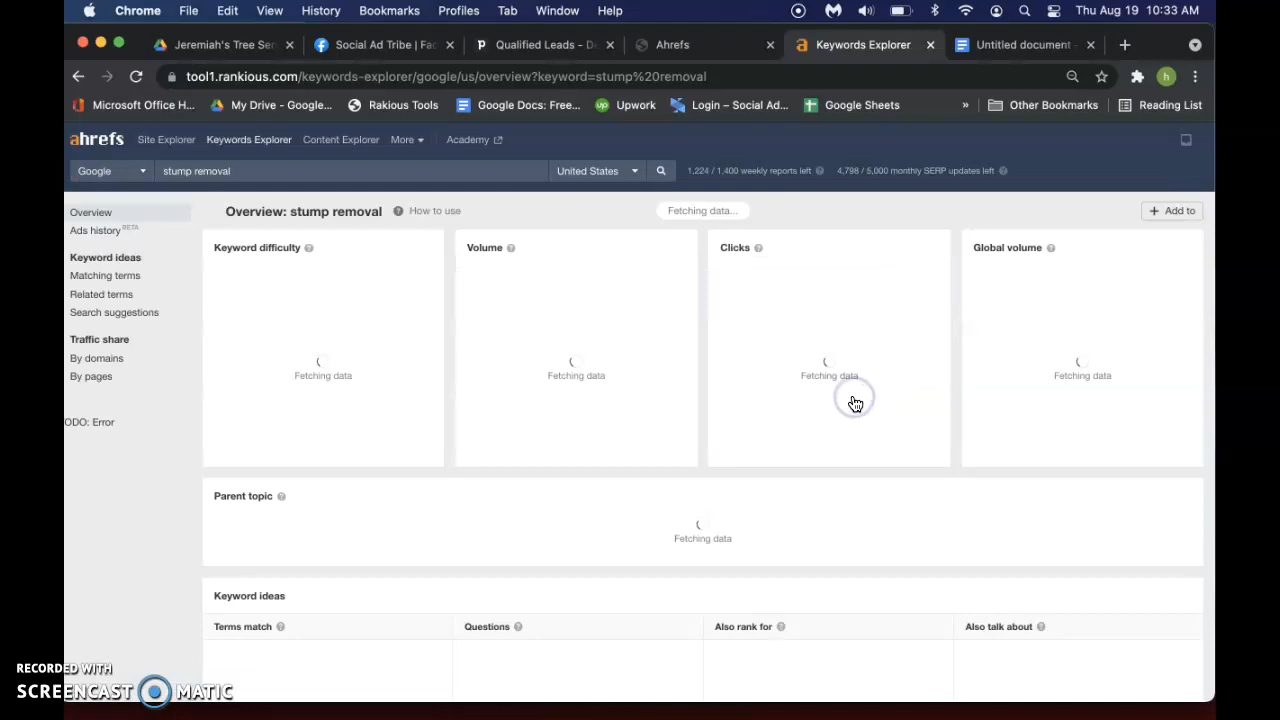 Chrome File Edit View History Bookmarks Profiles Tab Window Help Thu Aug 19 10:33 AM
Jeremiah's Tree Ser Social Ad Tribe | Fac Qualified Leads - De Ahrefs Keywords Explorer Untitled document -
tool1.rankious.com/keywords-explorer/google/us/overview?keyword=stump%20removal h
Microsoft Office H... My Drive - Google... Rakious Tools Google Docs: Free... Upwork Login – Social Ad... Google Sheets » Other Bookmarks Reading List
ahrefs Site Explorer Keywords Explorer Content Explorer More Academy
Google stump removal United States 1,224 / 1,400 weekly reports left 4,798 / 5,000 monthly SERP updates left
Overview
Ads history BETA
Keyword ideas
Matching terms
Related terms
Search suggestions
Traffic share
By domains
By pages
ODO: Error
Overview: stump removal How to use Fetching data... + Add to
Keyword difficulty Volume Clicks Global volume
Fetching data Fetching data Fetching data Fetching data
Parent topic
Fetching data
Keyword ideas
Terms match Questions Also rank for Also talk about
RECORDED WITH
SCREENCAST MATIC